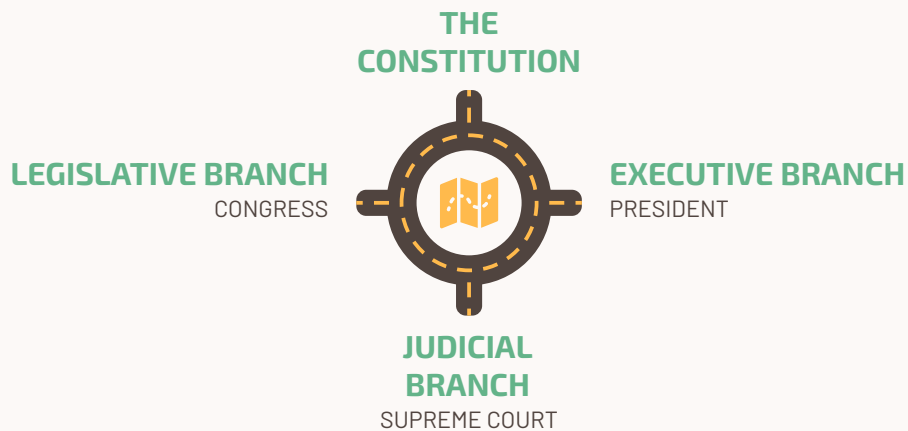 THE
CONSTITUTION
LEGISLATIVE BRANCH
CONGRESS
EXECUTIVE BRANCH
PRESIDENT
JUDICIAL
BRANCH
SUPREME COURT